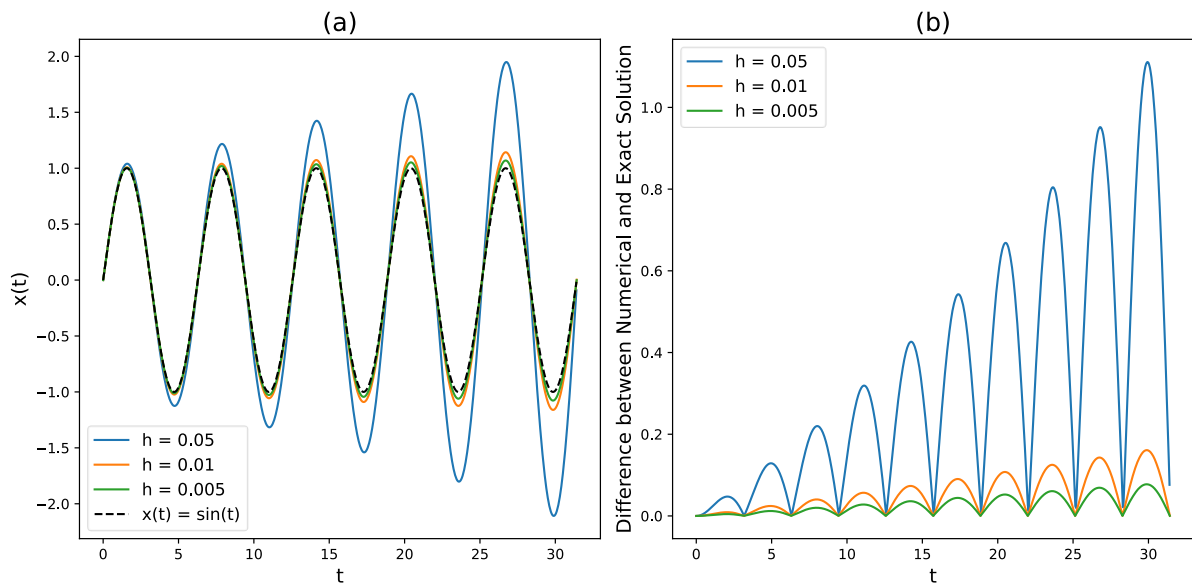 (a)
x(t)
2.0
1.5
1.0
0.5
0.0
−0.5
−1.0
−1.5
−2.0
h = 0.05
h = 0.01
h = 0.005
x(t) = sin(t)
0 5 10 15 20 25 30
t
(b)
Difference between Numerical and Exact Solution
1.0
0.8
0.6
0.4
0.2
0.0
h = 0.05
h = 0.01
h = 0.005
0 5 10 15 20 25 30
t